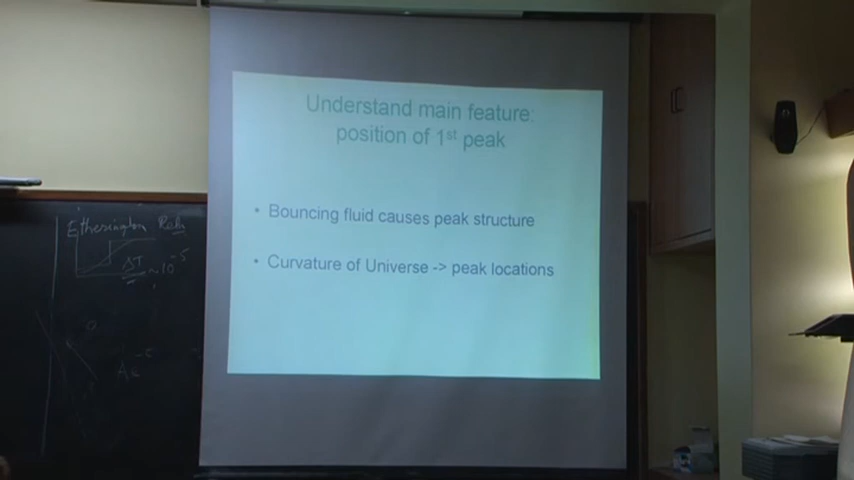 Understand main feature:
position of 1st peak
• Bouncing fluid causes peak structure
• Curvature of Universe -> peak locations
Etherington
ΔT
~10⁻⁵